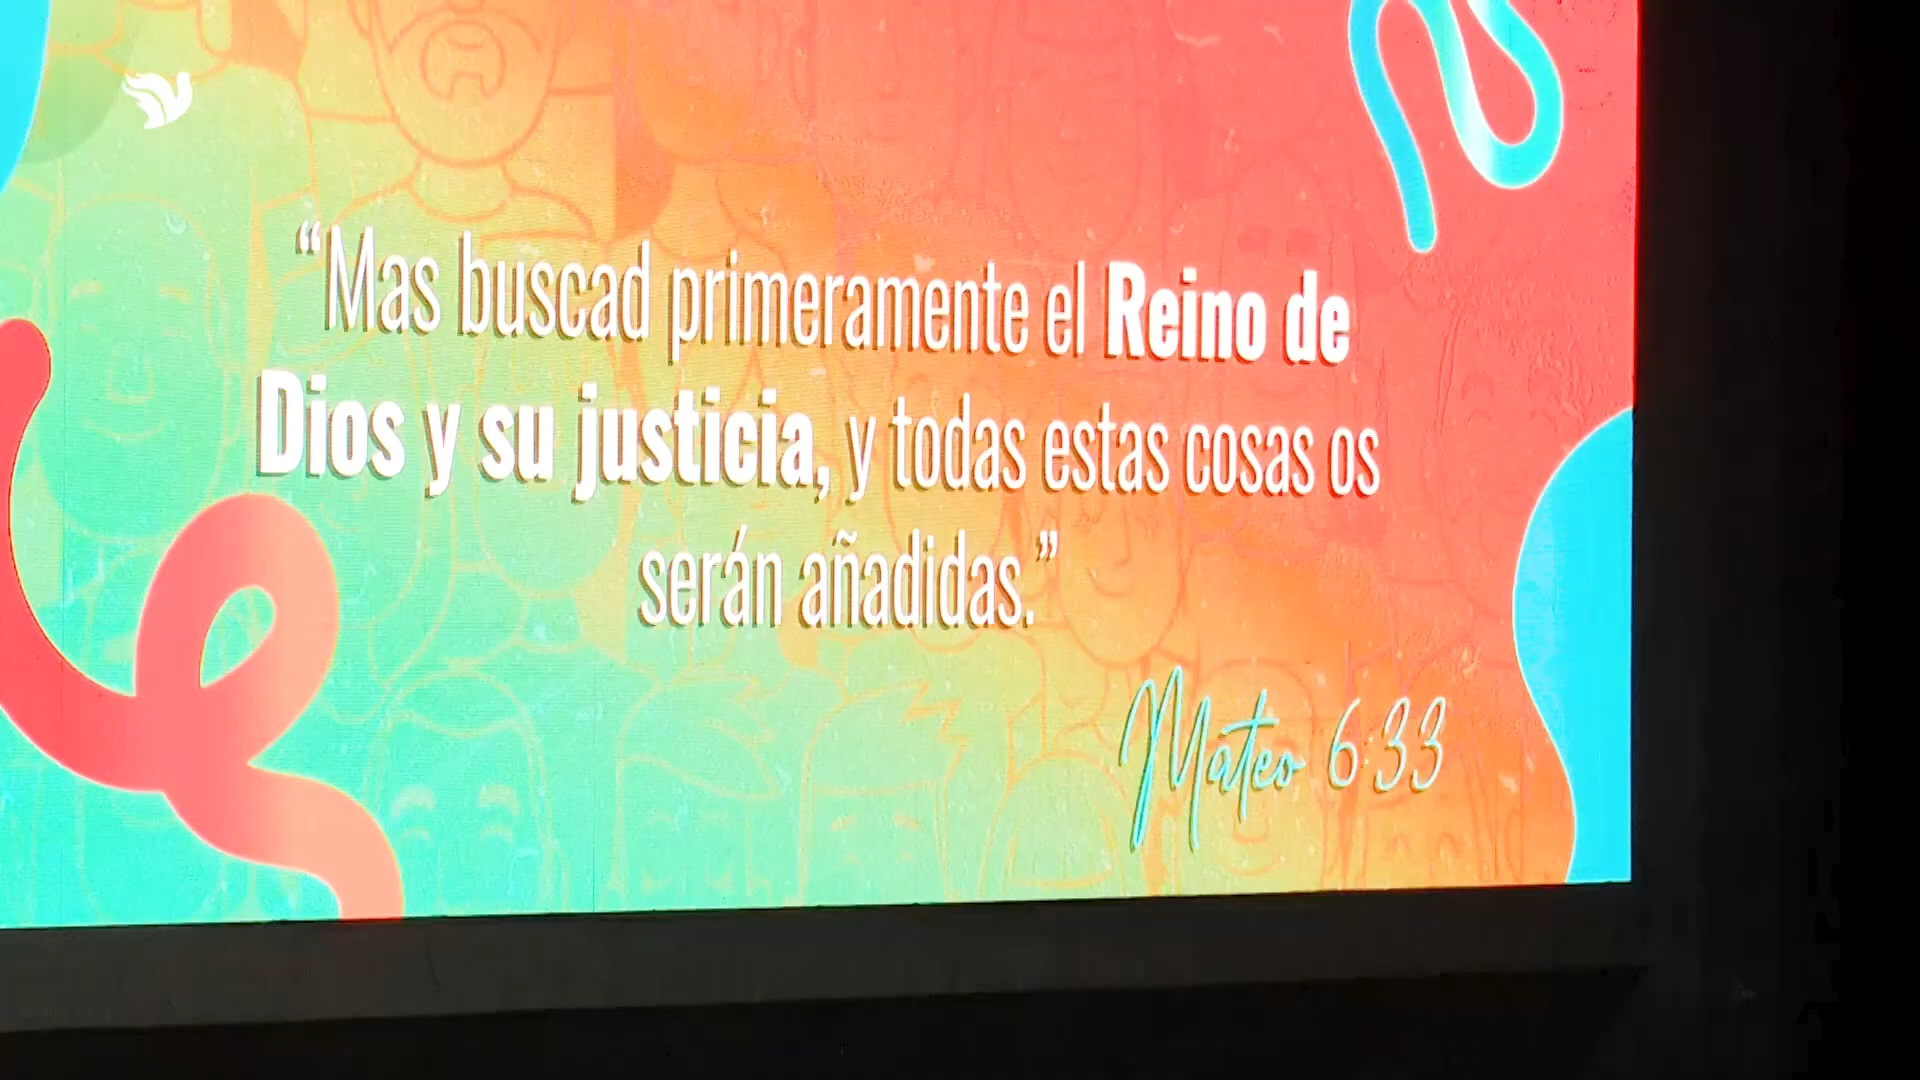 “Mas buscad primeramente el Reino de
Dios y su justicia, y todas estas cosas os
serán añadidas.”
Mateo 6:33